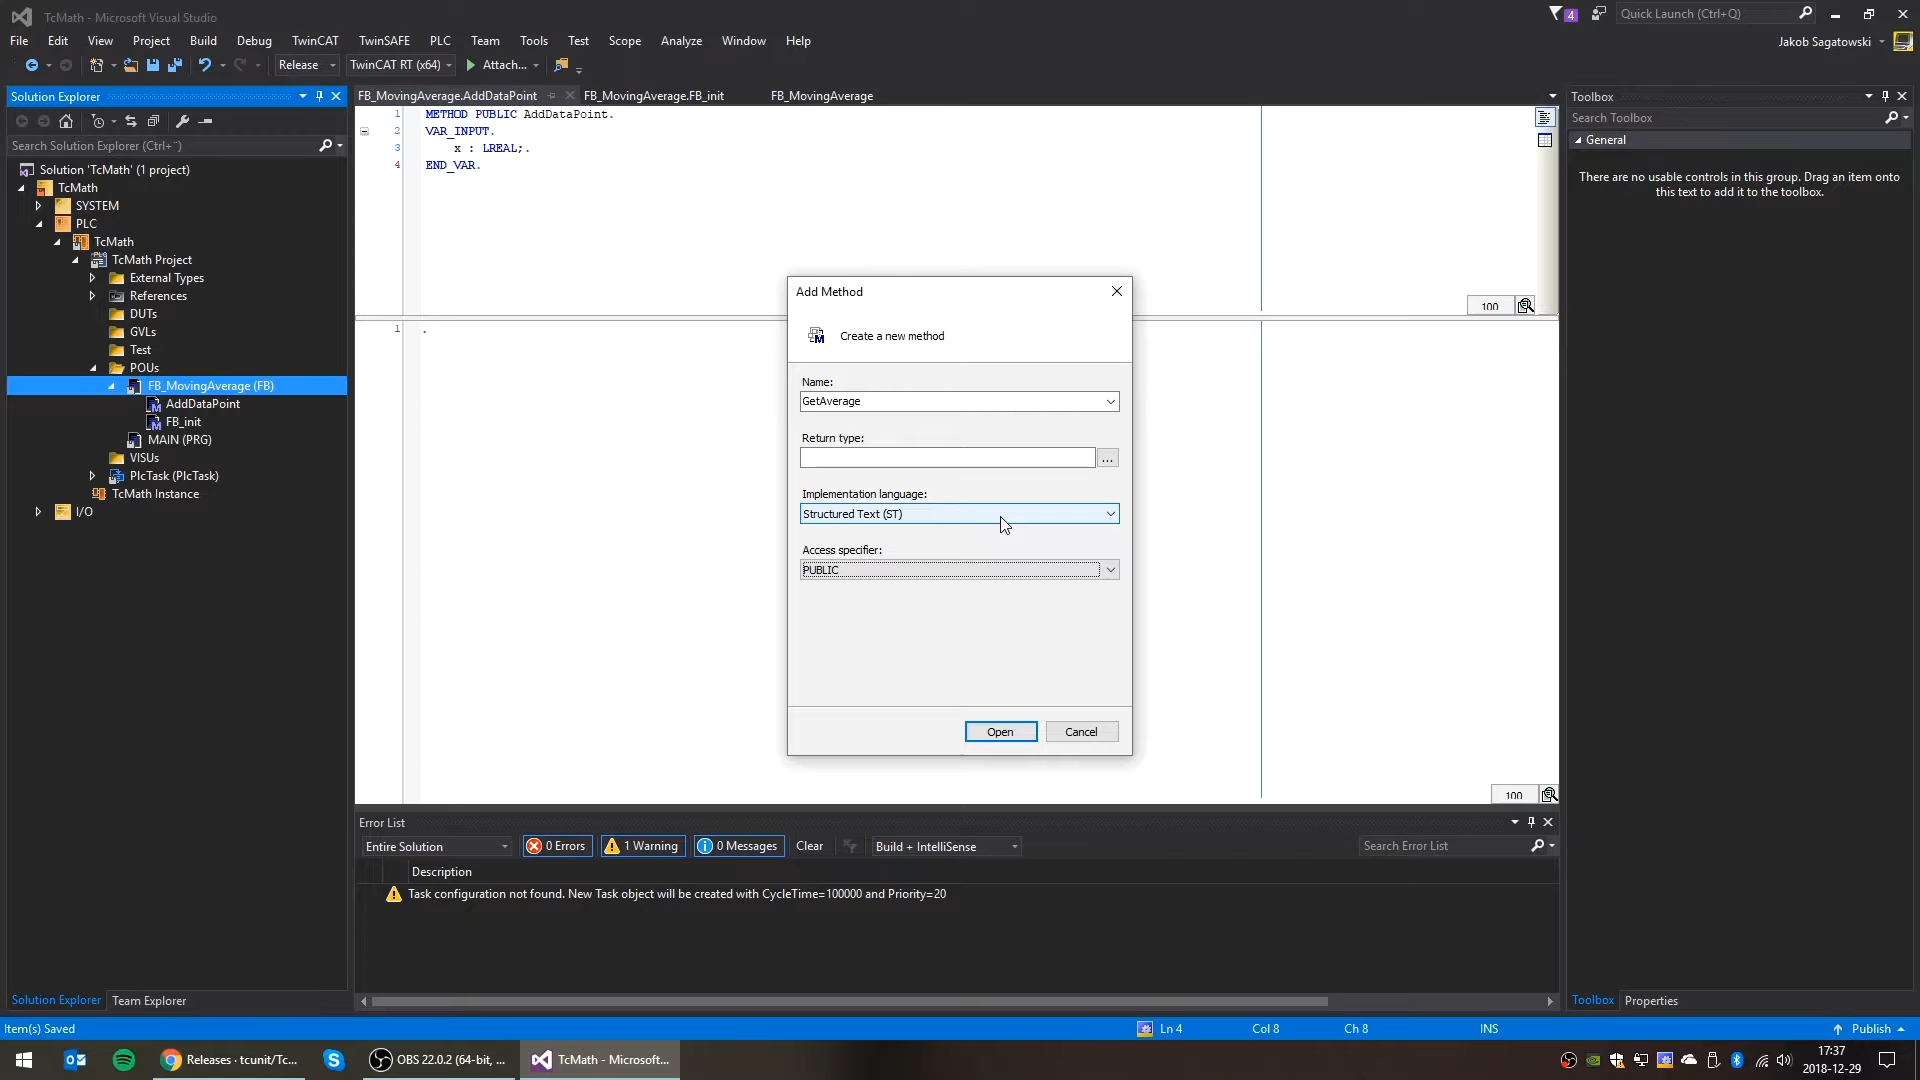 TcMath - Microsoft Visual Studio
4
Quick Launch (Ctrl+Q)
File Edit View Project Build Debug TwinCAT TwinSAFE PLC Team Tools Test Scope Analyze Window Help
Jakob Sagatowski
Release TwinCAT RT (x64) Attach...
Solution Explorer
Search Solution Explorer (Ctrl+¨)
Solution 'TcMath' (1 project)
TcMath
SYSTEM
PLC
TcMath
TcMath Project
External Types
References
DUTs
GVLs
Test
POUs
FB_MovingAverage (FB)
AddDataPoint
FB_init
MAIN (PRG)
VISUs
PlcTask (PlcTask)
TcMath Instance
I/O
Solution Explorer Team Explorer
FB_MovingAverage.AddDataPoint FB_MovingAverage.FB_init FB_MovingAverage
1 METHOD PUBLIC AddDataPoint.
2 VAR_INPUT.
3 x : LREAL;.
4 END_VAR.
100
1 .
100
Add Method
Create a new method
Name:
GetAverage
Return type:
...
Implementation language:
Structured Text (ST)
Access specifier:
PUBLIC
Open Cancel
Error List
Entire Solution 0 Errors 1 Warning 0 Messages Clear Build + IntelliSense Search Error List
Description
Task configuration not found. New Task object will be created with CycleTime=100000 and Priority=20
Toolbox
Search Toolbox
General
There are no usable controls in this group. Drag an item onto
this text to add it to the toolbox.
Toolbox Properties
Item(s) Saved Ln 4 Col 8 Ch 8 INS Publish
Releases · tcunit/Tc... OBS 22.0.2 (64-bit, ... TcMath - Microsoft...
17:37
2018-12-29